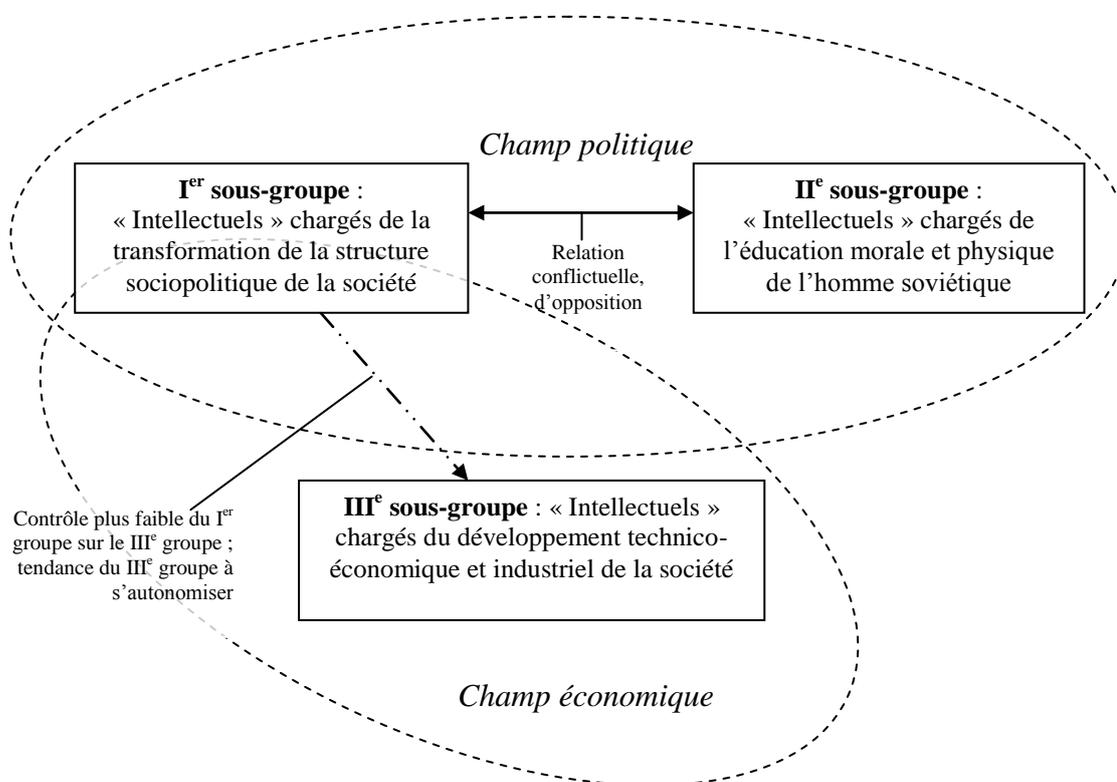 Champ politique
Iᵉʳ sous-groupe :
« Intellectuels » chargés de la
transformation de la structure
sociopolitique de la société
IIᵉ sous-groupe :
« Intellectuels » chargés de
l’éducation morale et physique
de l’homme soviétique
Relation
conflictuelle,
d’opposition
Contrôle plus faible du Iᵉʳ
groupe sur le IIIᵉ groupe ;
tendance du IIIᵉ groupe à
s’autonomiser
IIIᵉ sous-groupe : « Intellectuels »
chargés du développement technico-
économique et industriel de la société
Champ économique